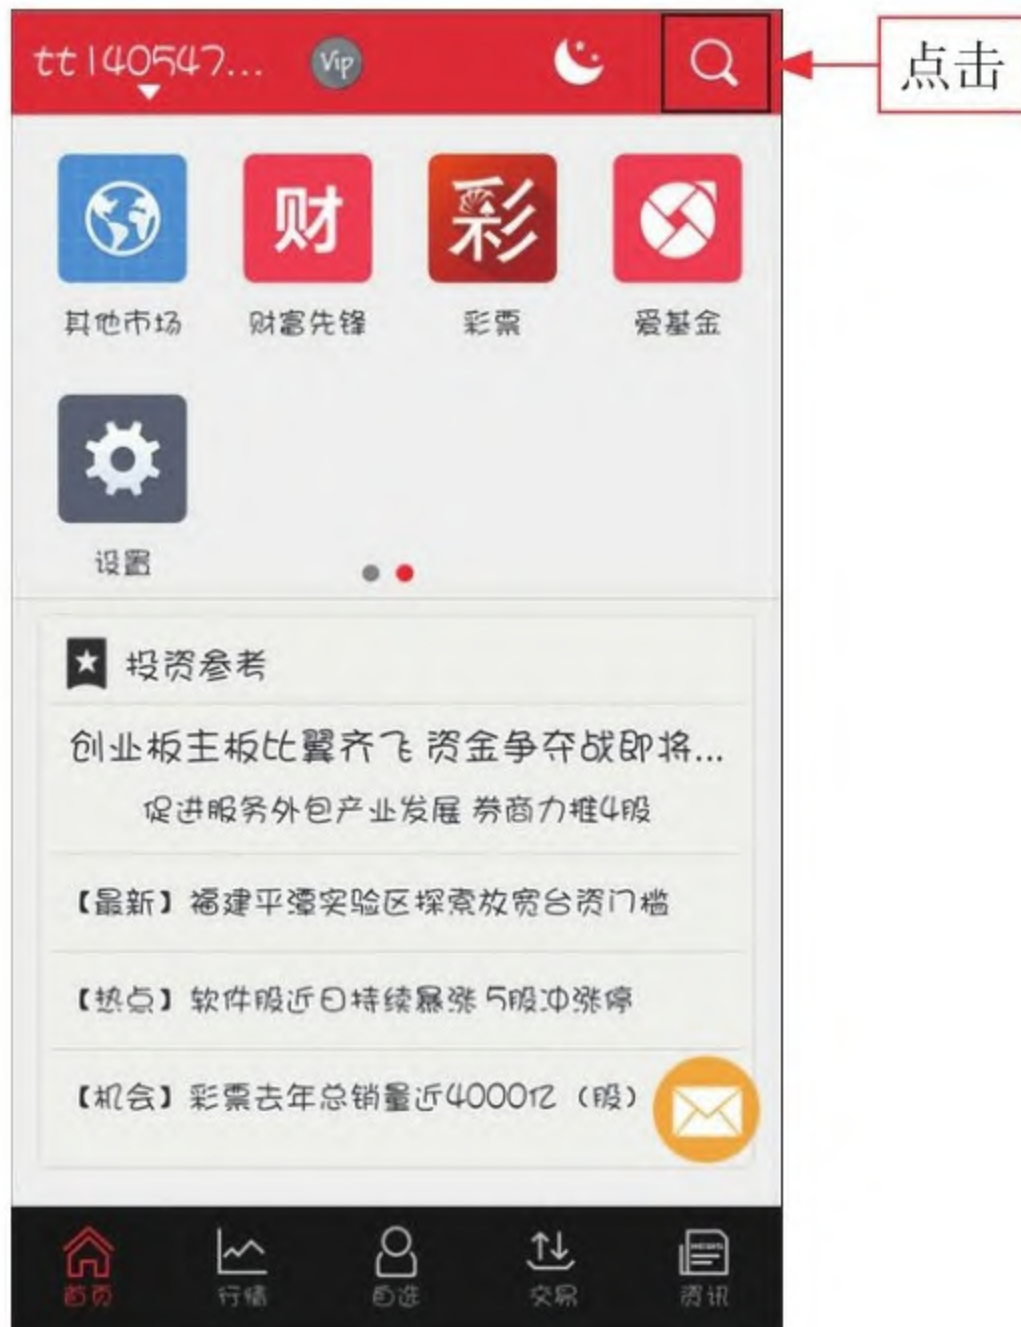 tt140547... Vip
点击
财 彩
其他市场 财富先锋 彩票 爱基金
设置
投资参考
创业板主板比翼齐飞 资金争夺战即将...
促进服务外包产业发展 券商力推4股
【最新】福建平潭实验区探索放宽台资门槛
【热点】软件股近日持续暴涨 5股冲涨停
【机会】彩票去年总销量近4000亿（股）
首页 行情 自选 交易 资讯